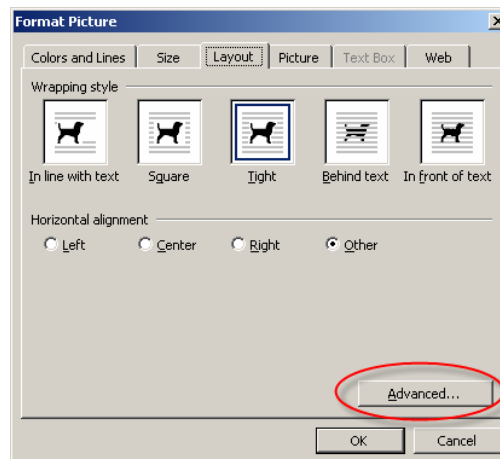 Format Picture
Colors and Lines Size Layout Picture Text Box Web
Wrapping style
In line with text Square Tight Behind text In front of text
Horizontal alignment
Left Center Right Other
Advanced...
OK Cancel